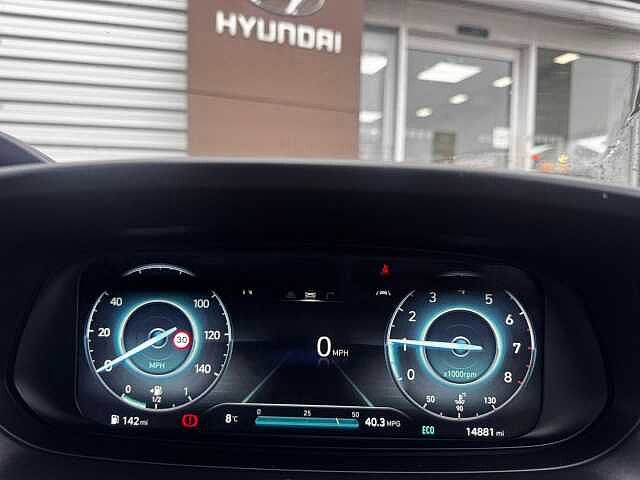 HYUNDAI
40 100
20 120
0 140
30
MPH
0 1/2 1
142 mi
8°C
0 MPH
0 25 50
40.3 MPG
3 4 5
2 6
1 7
0 8
x1000rpm
50 90 130
ECO
14881 mi